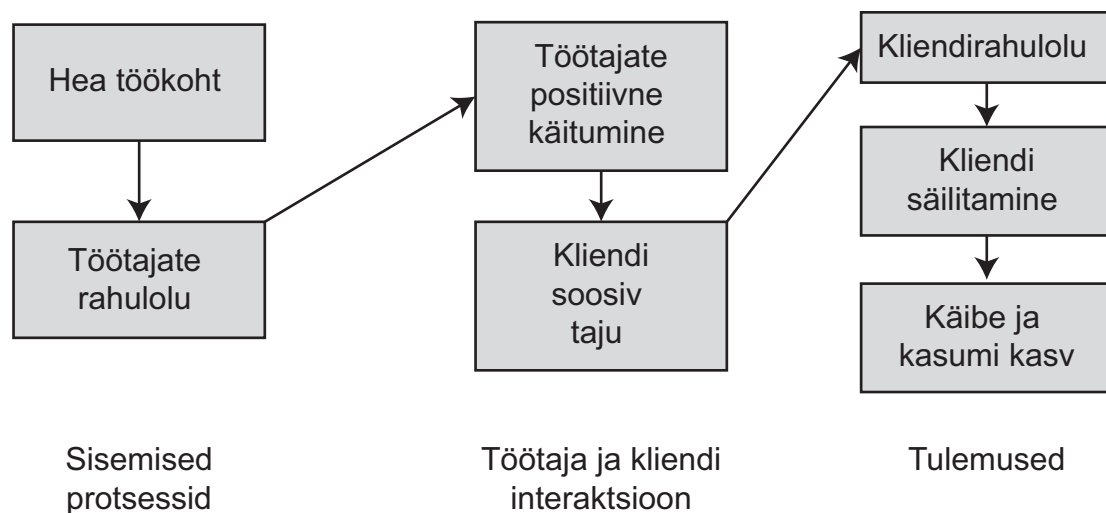 Hea töökoht
Töötajate
rahulolu
Töötajate
positiivne
käitumine
Kliendi
soosiv
taju
Kliendirahulolu
Kliendi
säilitamine
Käibe ja
kasumi kasv
Sisemised
protsessid
Töötaja ja kliendi
interaktsioon
Tulemused